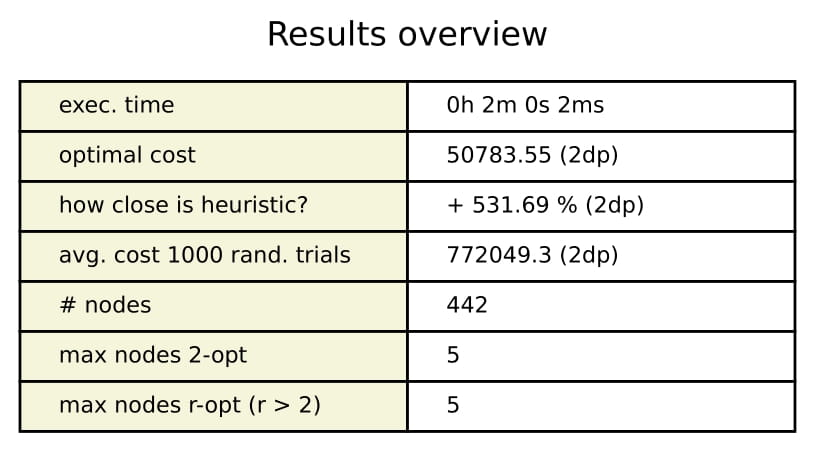 Results overview
exec. time 0h 2m 0s 2ms
optimal cost 50783.55 (2dp)
how close is heuristic? + 531.69 % (2dp)
avg. cost 1000 rand. trials 772049.3 (2dp)
# nodes 442
max nodes 2-opt 5
max nodes r-opt (r > 2) 5